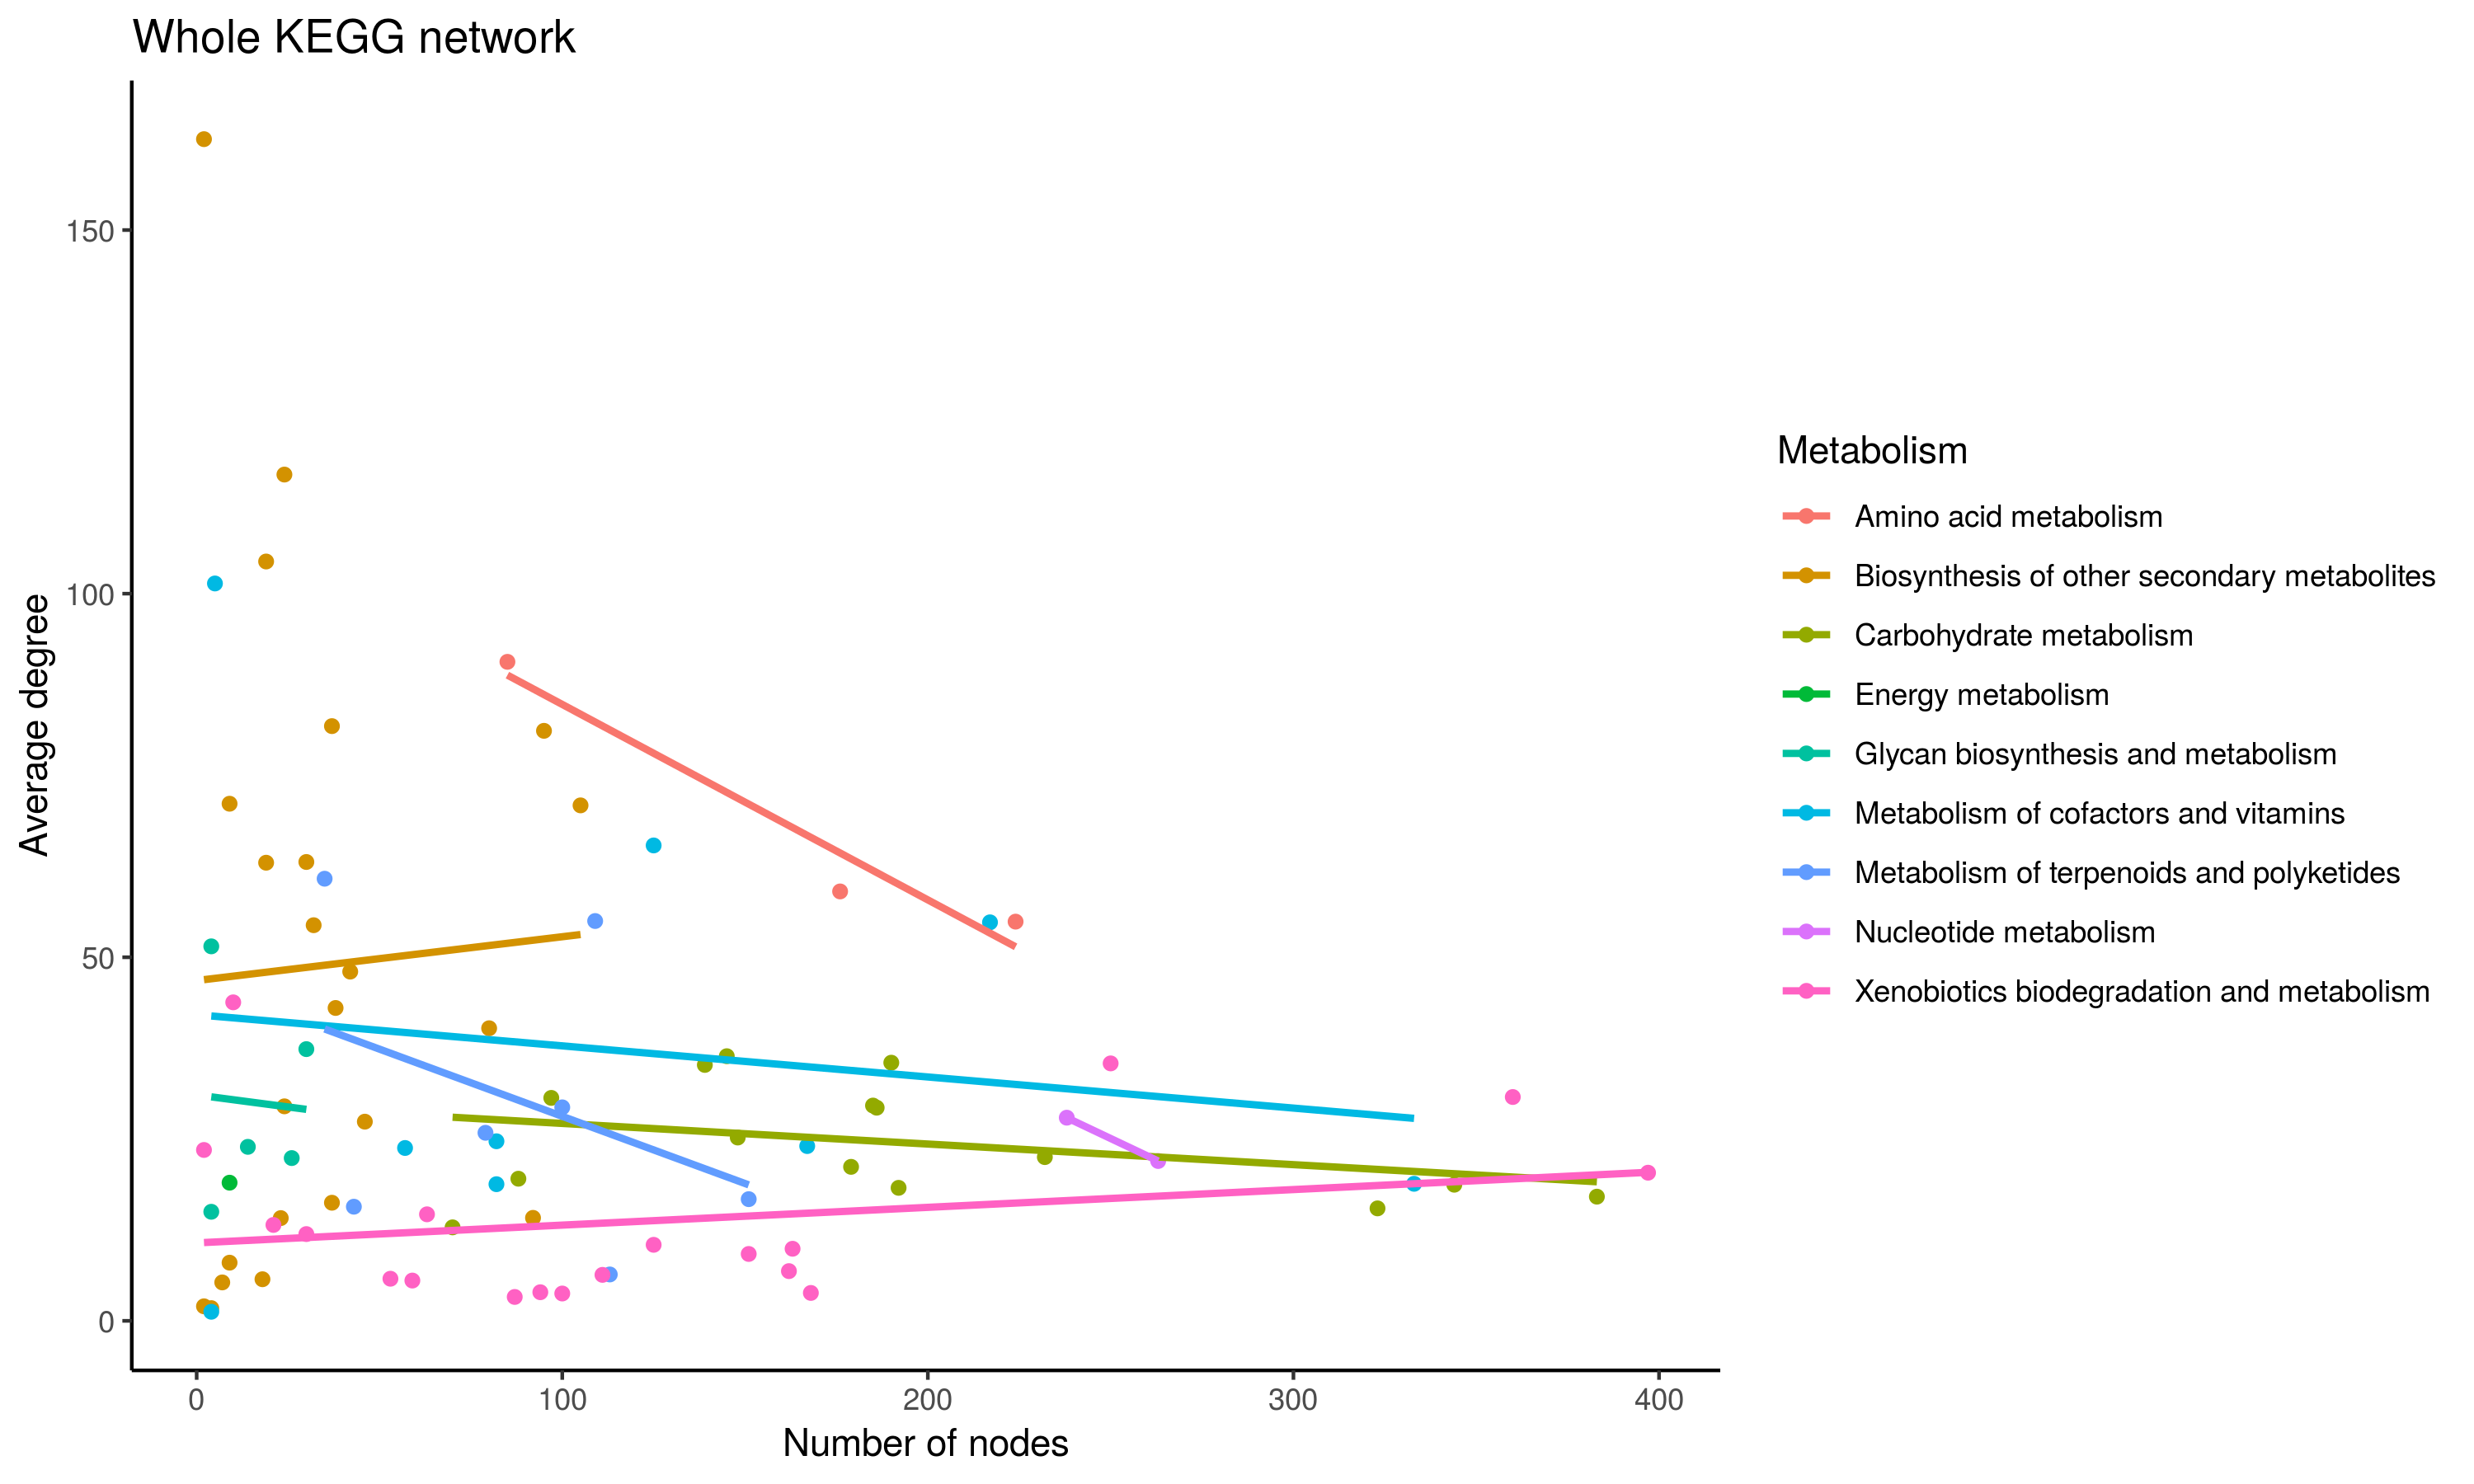 Whole KEGG network
150
100
50
0
0
100
200
300
400
Number of nodes
Average degree
Metabolism
Amino acid metabolism
Biosynthesis of other secondary metabolites
Carbohydrate metabolism
Energy metabolism
Glycan biosynthesis and metabolism
Metabolism of cofactors and vitamins
Metabolism of terpenoids and polyketides
Nucleotide metabolism
Xenobiotics biodegradation and metabolism